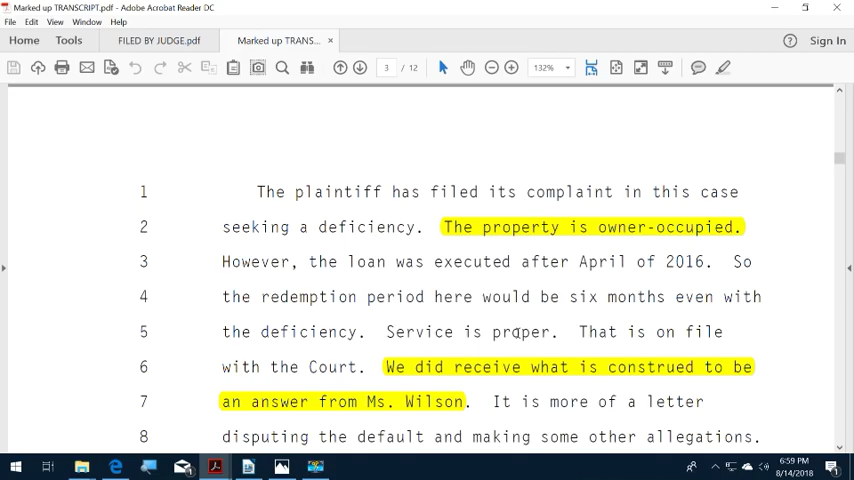 Marked up TRANSCRIPT.pdf - Adobe Acrobat Reader DC
File Edit View Window Help
Home Tools FILED BY JUDGE.pdf Marked up TRANS... × Sign In
3 / 12 132%
1 The plaintiff has filed its complaint in this case
2 seeking a deficiency. The property is owner-occupied.
3 However, the loan was executed after April of 2016. So
4 the redemption period here would be six months even with
5 the deficiency. Service is proper. That is on file
6 with the Court. We did receive what is construed to be
7 an answer from Ms. Wilson. It is more of a letter
8 disputing the default and making some other allegations.
6:59 PM
8/14/2018